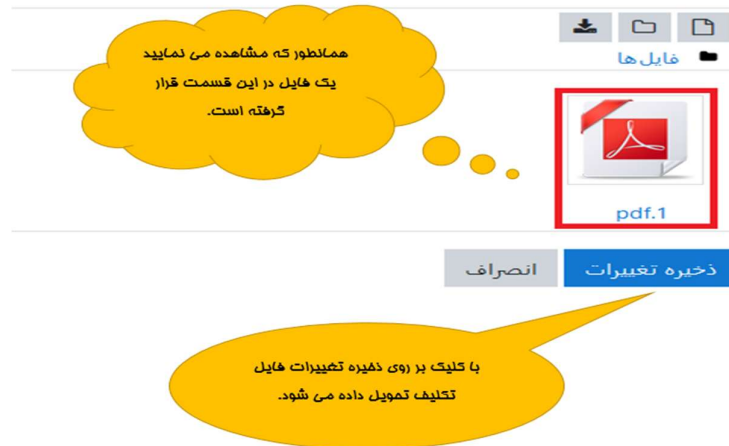 فایل‌ها
همانطور که مشاهده می نمایید
یک فایل در این قسمت قرار
گرفته است.
pdf.1
ذخیره تغییرات
انصراف
با کلیک بر روی ذخیره تغییرات فایل
تکلیف تحویل داده می شود.